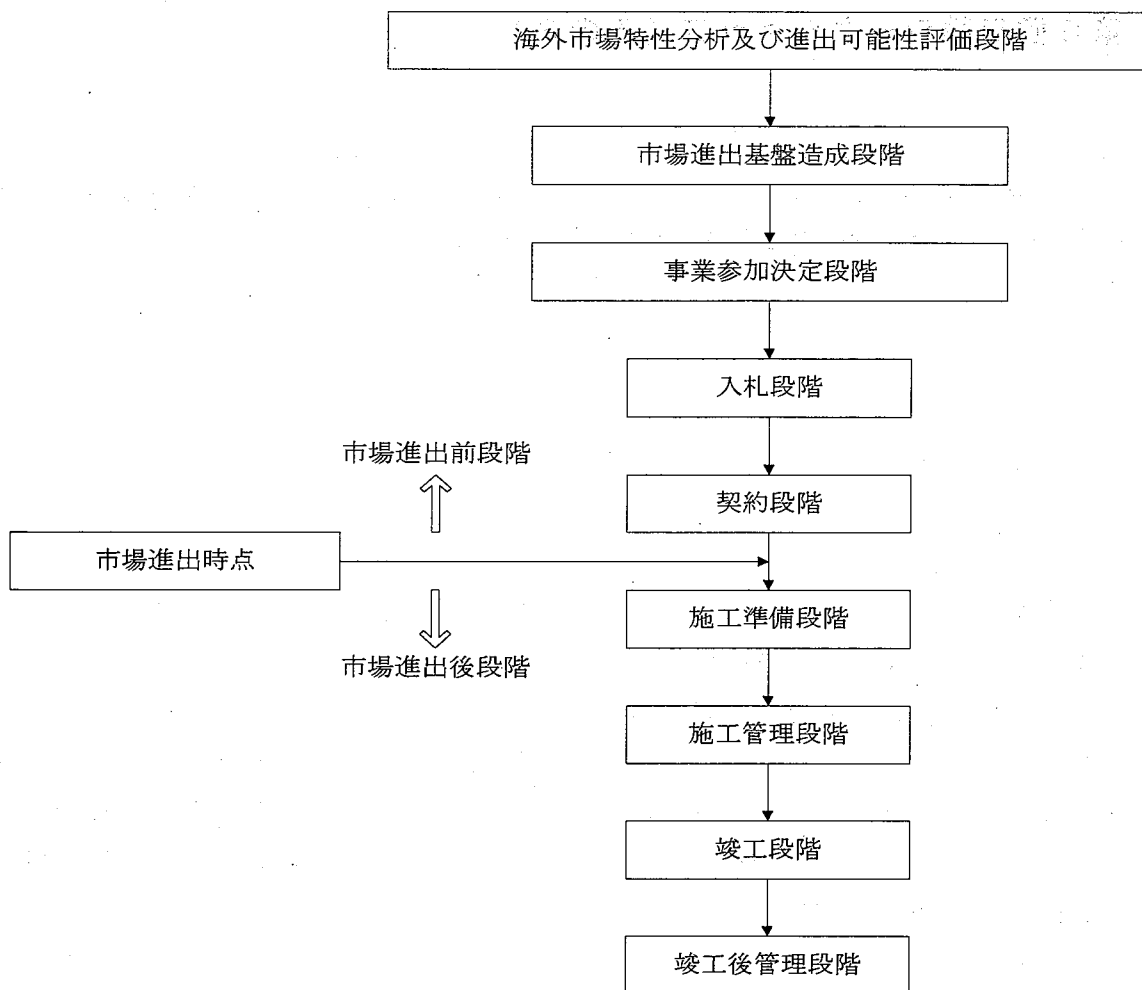 海外市場特性分析及び進出可能性評価段階
市場進出基盤造成段階
事業参加決定段階
入札段階
市場進出前段階
契約段階
市場進出時点
施工準備段階
市場進出後段階
施工管理段階
竣工段階
竣工後管理段階